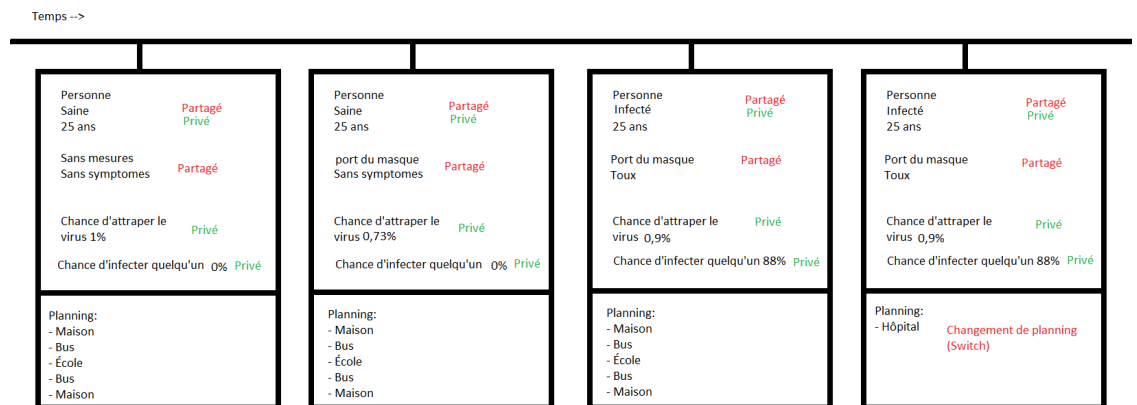 Temps -->
Personne
Saine
25 ans
Partagé
Privé
Sans mesures
Sans symptomes
Partagé
Chance d'attraper le
virus 1%
Privé
Chance d'infecter quelqu'un 0% Privé
Planning:
- Maison
- Bus
- École
- Bus
- Maison
Personne
Saine
25 ans
Partagé
Privé
port du masque
Sans symptomes
Partagé
Chance d'attraper le
virus 0,73%
Privé
Chance d'infecter quelqu'un 0% Privé
Planning:
- Maison
- Bus
- École
- Bus
- Maison
Personne
Infecté
25 ans
Partagé
Privé
Port du masque
Toux
Partagé
Chance d'attraper le
virus 0,9%
Privé
Chance d'infecter quelqu'un 88% Privé
Planning:
- Maison
- Bus
- École
- Bus
- Maison
Personne
Infecté
25 ans
Partagé
Privé
Port du masque
Toux
Partagé
Chance d'attraper le
virus 0,9%
Privé
Chance d'infecter quelqu'un 88% Privé
Planning:
- Hôpital
Changement de planning
(Switch)